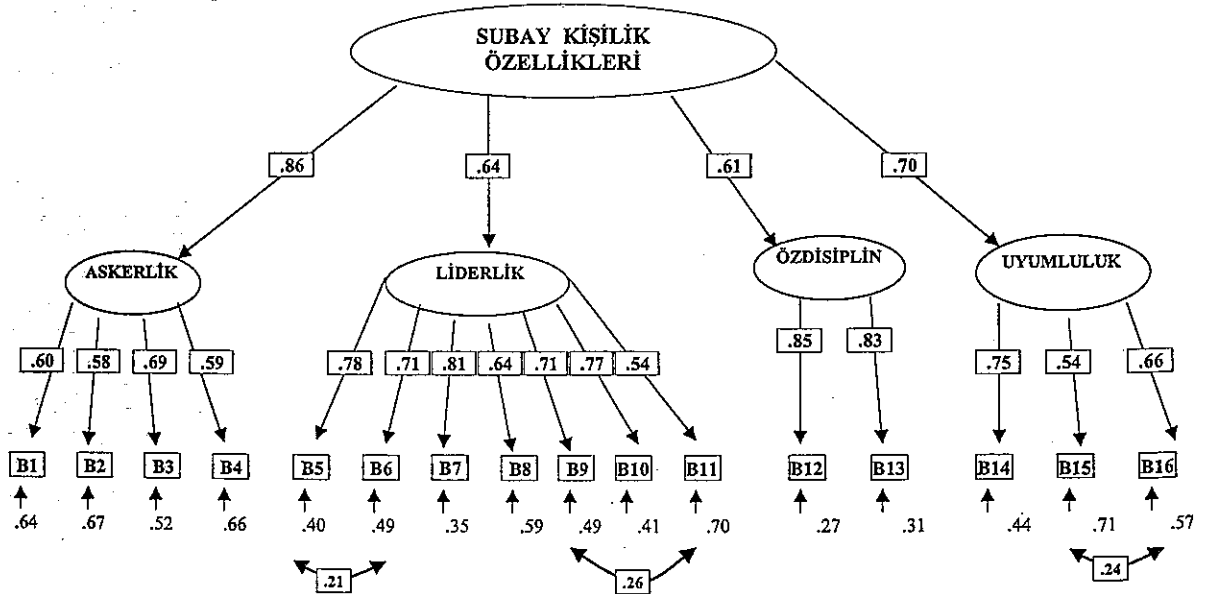 SUBAY KİŞİLİK
ÖZELLİKLERİ
.86 .64 .61 .70
ASKERLİK LİDERLİK ÖZDİSİPLİN UYUMLULUK
.60 .58 .69 .59 .78 .71 .81 .64 .71 .77 .54 .85 .83 .75 .54 .66
B1 B2 B3 B4 B5 B6 B7 B8 B9 B10 B11 B12 B13 B14 B15 B16
.64 .67 .52 .66 .40 .49 .35 .59 .49 .41 .70 .27 .31 .44 .71 .57
.21 .26 .24